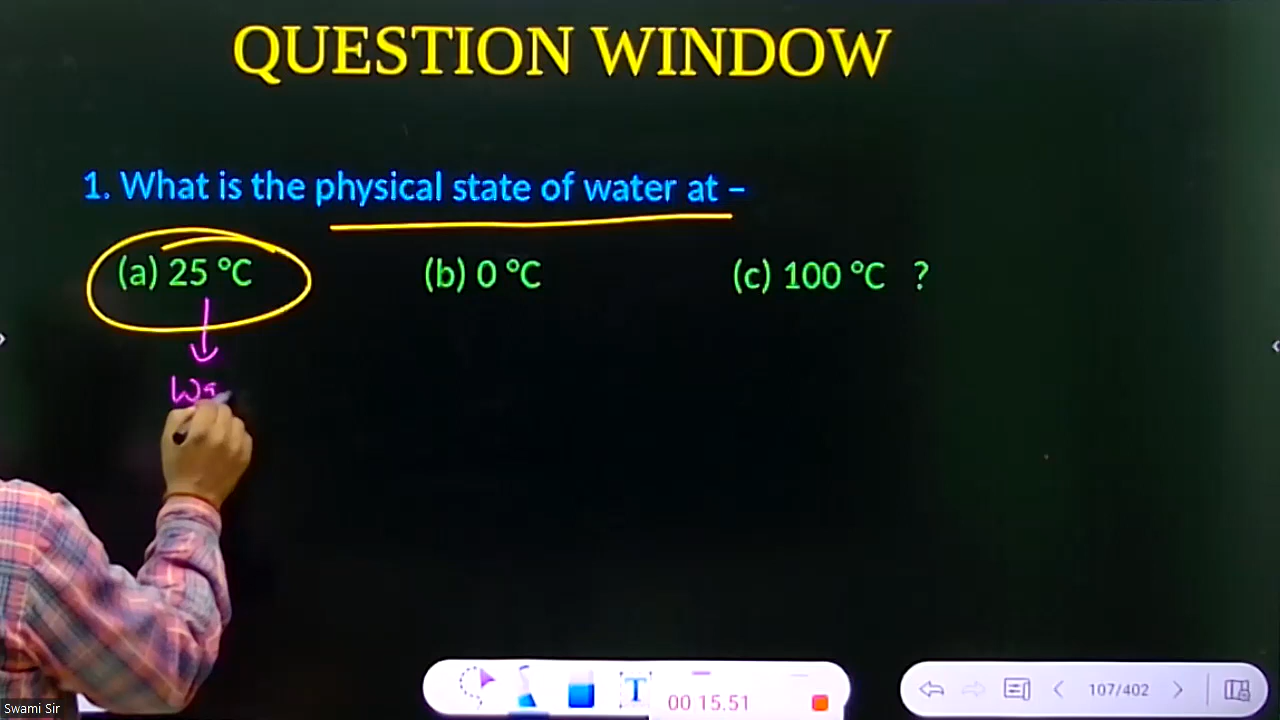 QUESTION WINDOW
1. What is the physical state of water at –
(a) 25 °C (b) 0 °C (c) 100 °C ?
T
00 15.51
107/402
Swami Sir